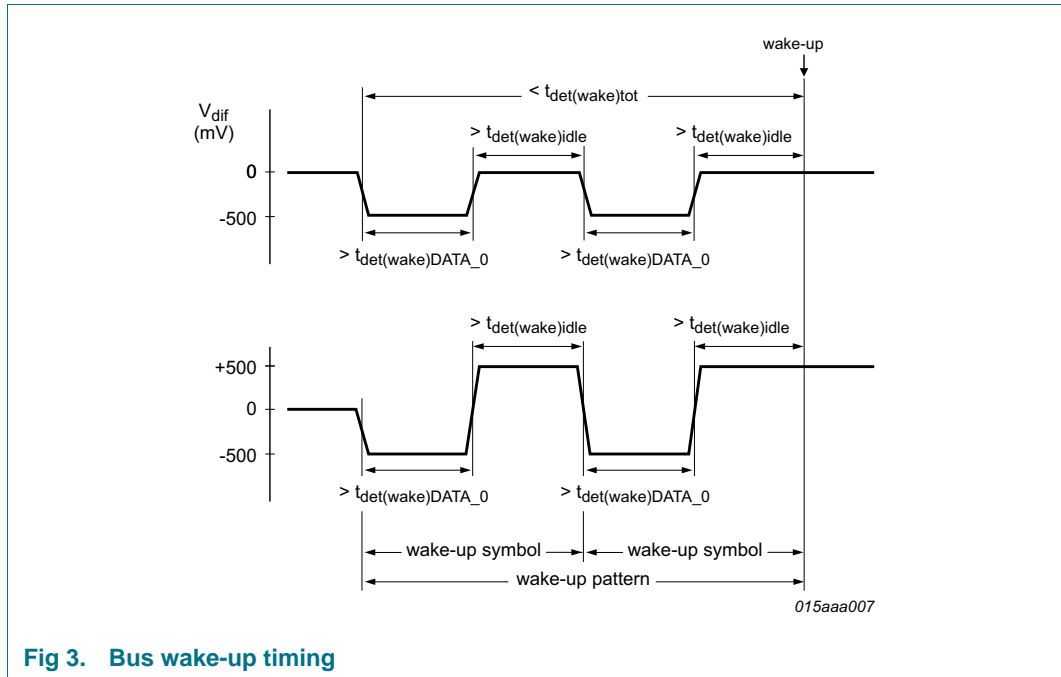 wake-up
< tdet(wake)tot
Vdif
(mV)
> tdet(wake)idle
> tdet(wake)idle
0
-500
> tdet(wake)DATA_0
> tdet(wake)DATA_0
> tdet(wake)idle
> tdet(wake)idle
+500
0
-500
> tdet(wake)DATA_0
> tdet(wake)DATA_0
wake-up symbol
wake-up symbol
wake-up pattern
015aaa007
Fig 3. Bus wake-up timing